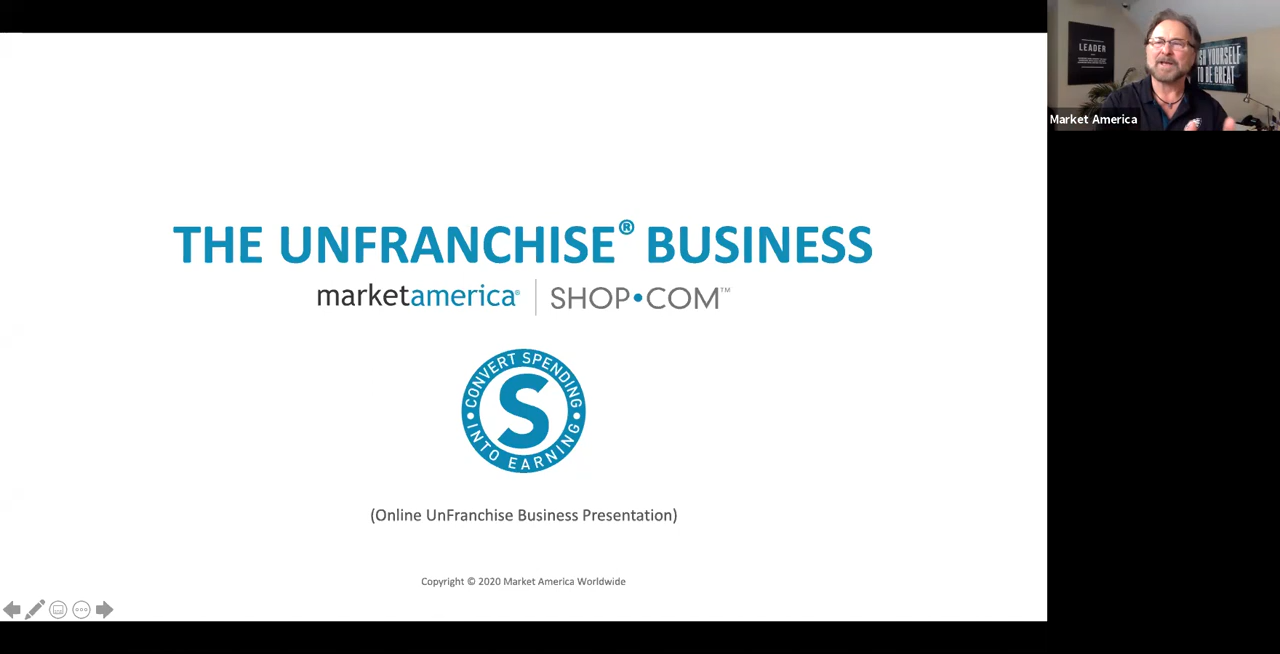 THE UNFRANCHISE® BUSINESS
marketamerica® | SHOP•COM™
CONVERT SPENDING
INTO EARNING
S
(Online UnFranchise Business Presentation)
Copyright © 2020 Market America Worldwide
LEADER
YOURSELF
TO BE GREAT
Market America